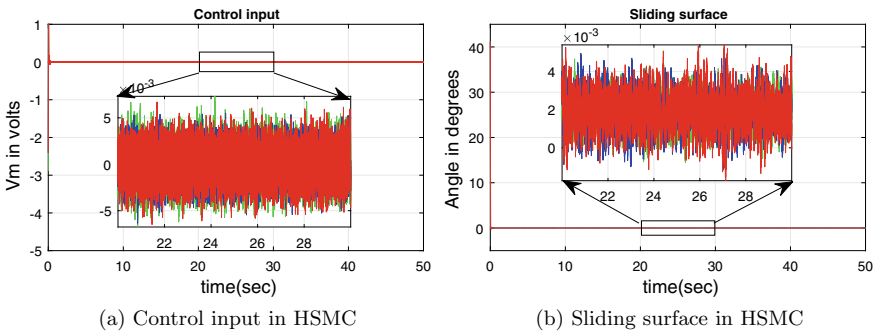 Control input
Vm in volts
1
0
-1
-2
-3
-4
-5
×10-3
5
0
-5
22 24 26 28
0 10 20 30 40 50
time(sec)
(a) Control input in HSMC
Sliding surface
Angle in degrees
40
30
20
10
0
×10-3
4
2
0
22 24 26 28
0 10 20 30 40 50
time(sec)
(b) Sliding surface in HSMC